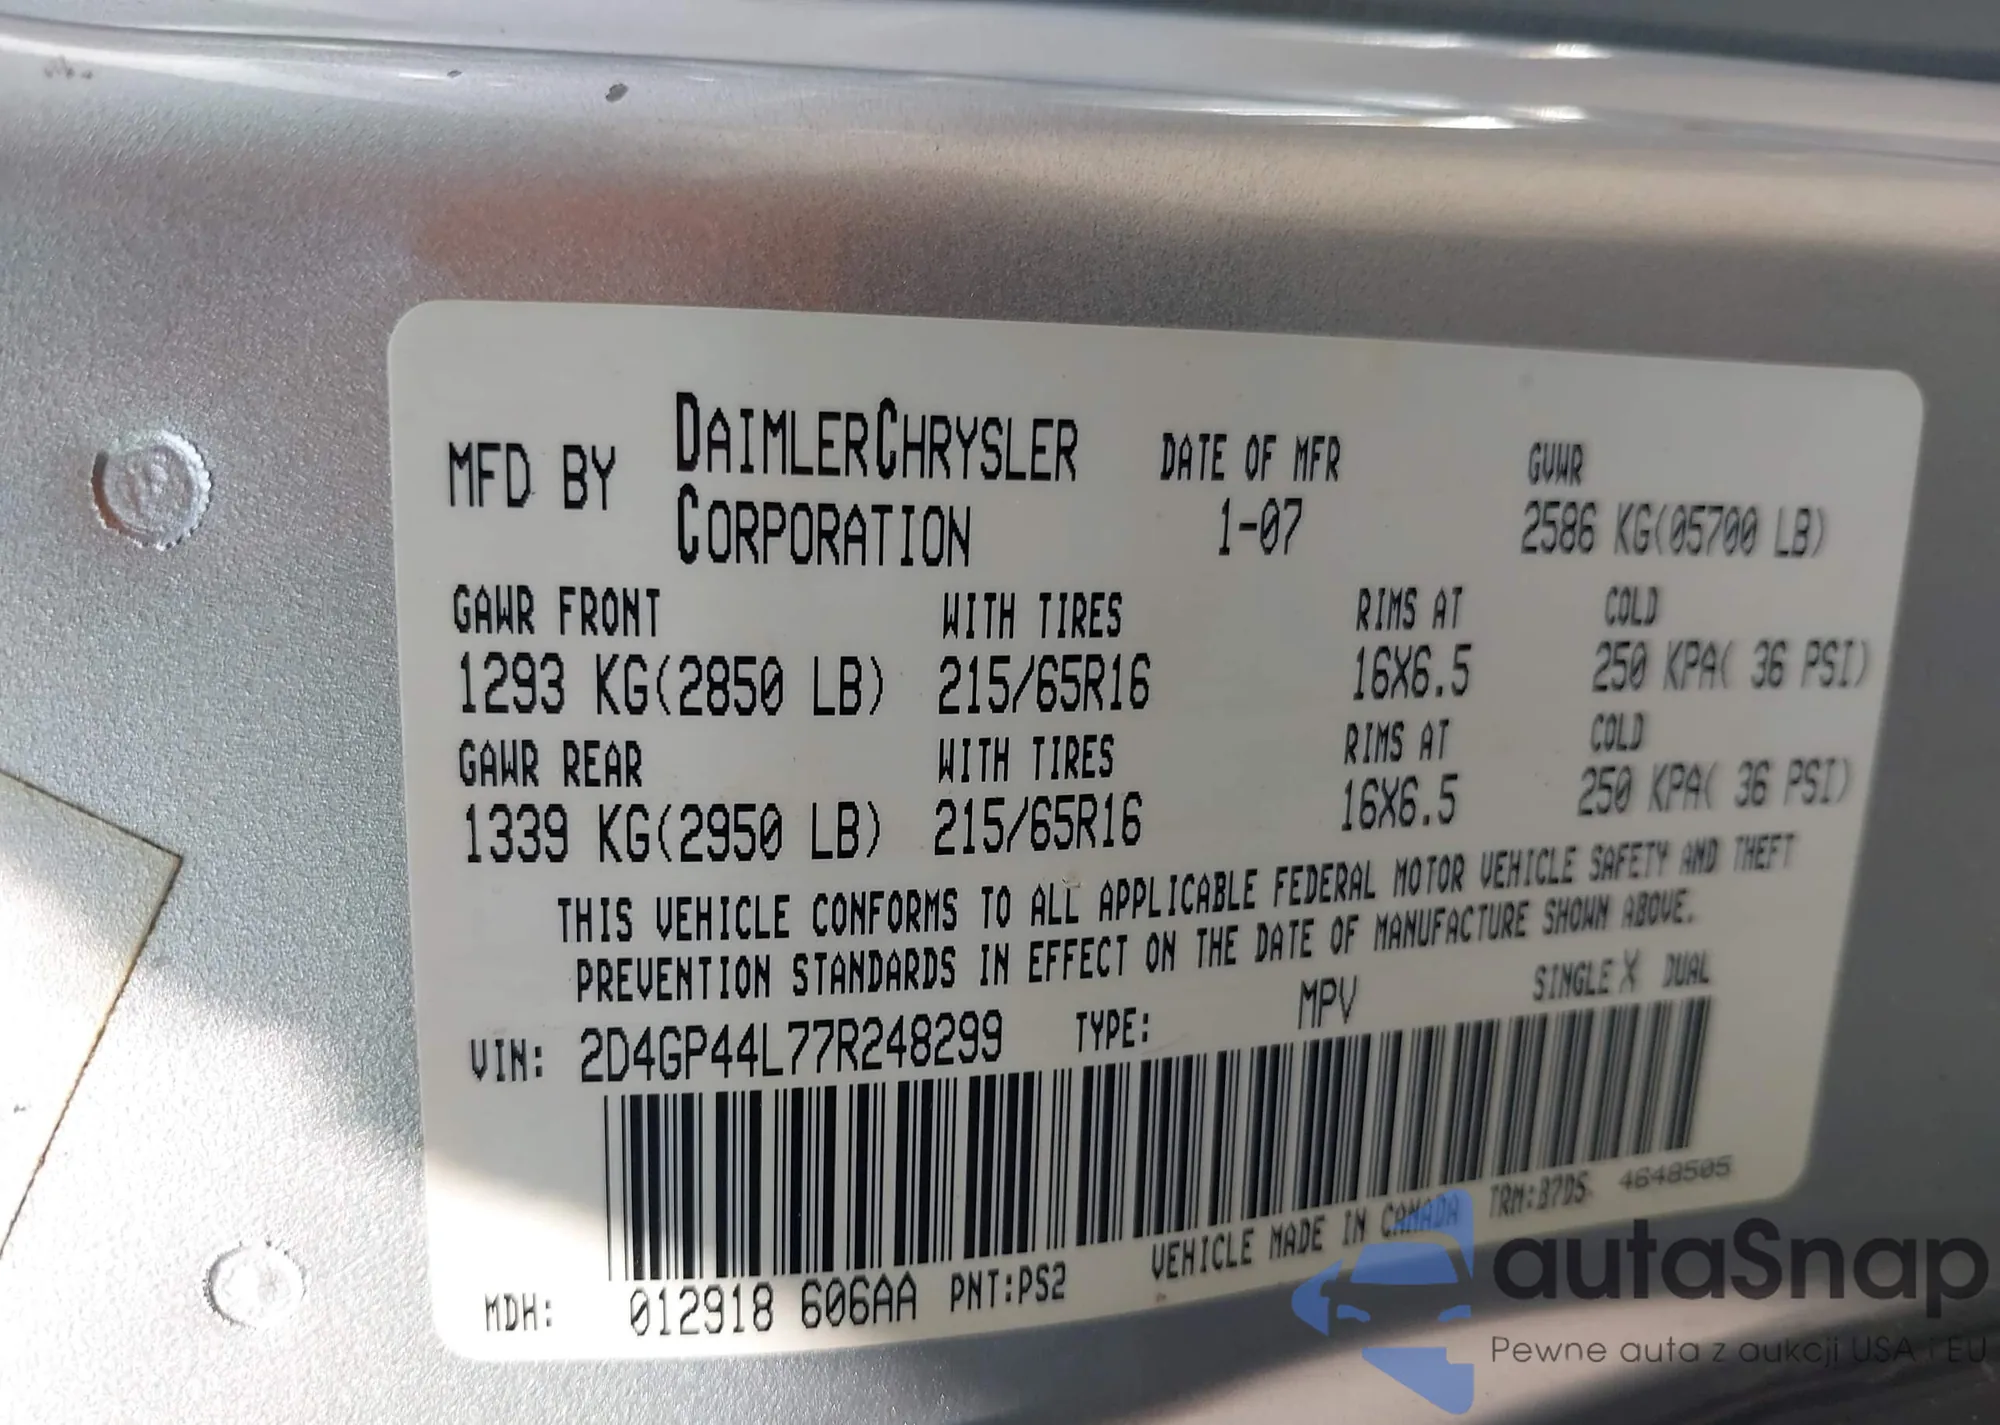 MFD BY DAIMLERCHRYSLER CORPORATION DATE OF MFR 1-07 GVWR 2586 KG(05700 LB)
GAWR FRONT WITH TIRES RIMS AT COLD
1293 KG(2850 LB) 215/65R16 16X6.5 250 KPA( 36 PSI)
GAWR REAR WITH TIRES RIMS AT COLD
1339 KG(2950 LB) 215/65R16 16X6.5 250 KPA( 36 PSI)
THIS VEHICLE CONFORMS TO ALL APPLICABLE FEDERAL MOTOR VEHICLE SAFETY AND THEFT
PREVENTION STANDARDS IN EFFECT ON THE DATE OF MANUFACTURE SHOWN ABOVE.
VIN: 2D4GP44L77R248299 TYPE: MPV SINGLE X DUAL
MDH: 012918 606AA PNT:PS2 VEHICLE MADE IN CANADA TRM:B7DS 4648505
autaSnap
Pewne auta z aukcji USA i EU